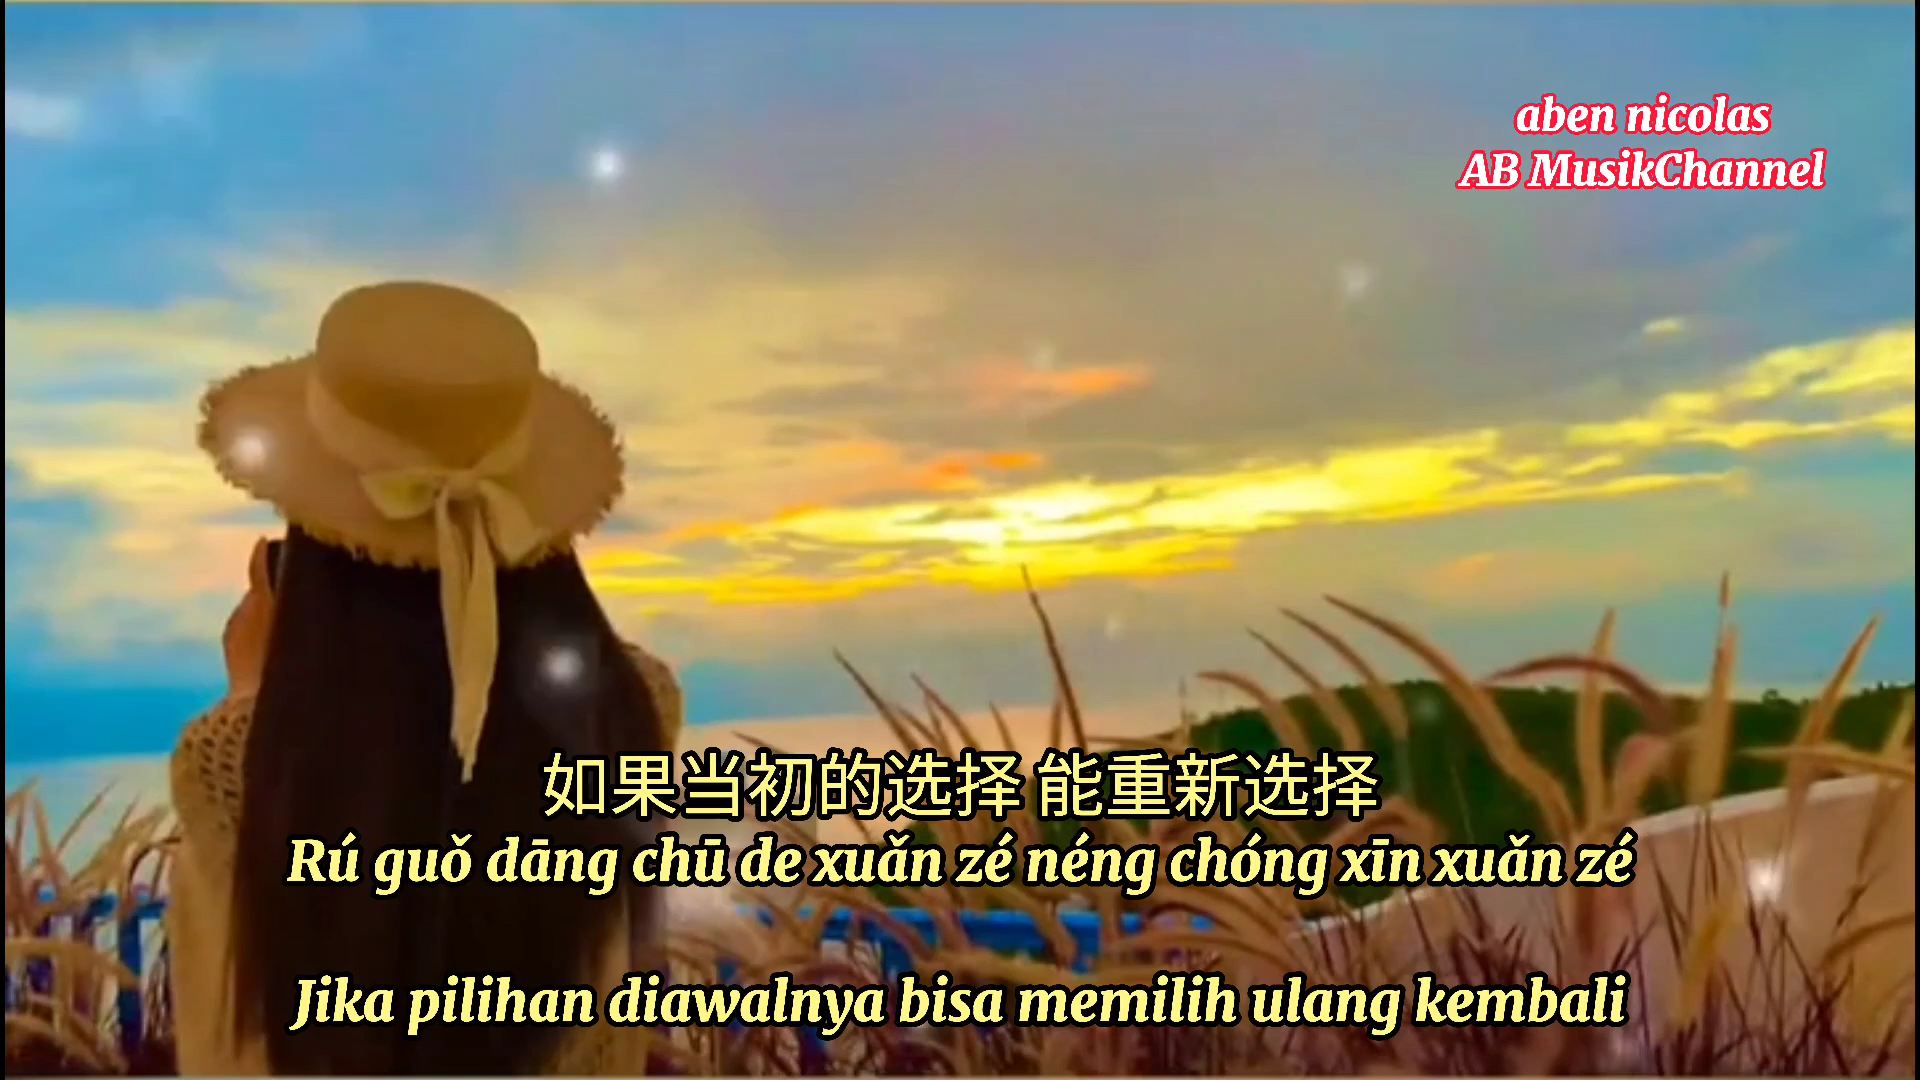 aben nicolas
AB MusikChannel
如果当初的选择 能重新选择
Rú guǒ dāng chū de xuǎn zé néng chóng xīn xuǎn zé
Jika pilihan diawalnya bisa memilih ulang kembali